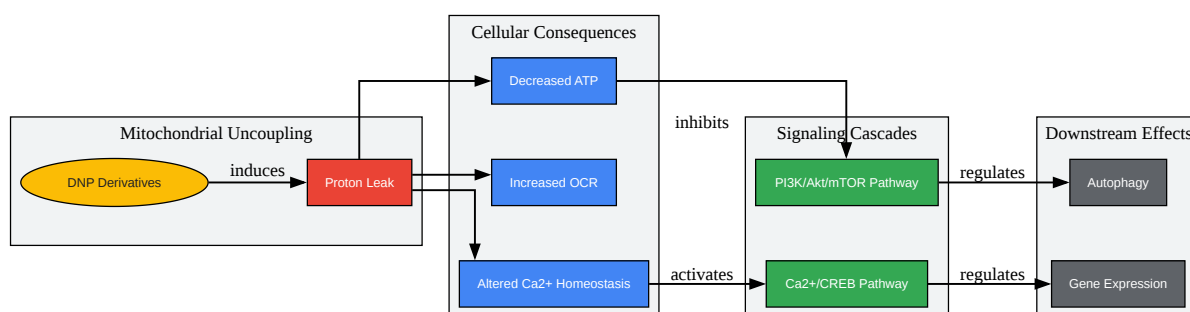 Cellular Consequences
Decreased ATP
inhibits
Mitochondrial Uncoupling
Signaling Cascades
Downstream Effects
DNP Derivatives
induces
Proton Leak
Increased OCR
PI3K/Akt/mTOR Pathway
regulates
Autophagy
Altered Ca2+ Homeostasis
activates
Ca2+/CREB Pathway
regulates
Gene Expression